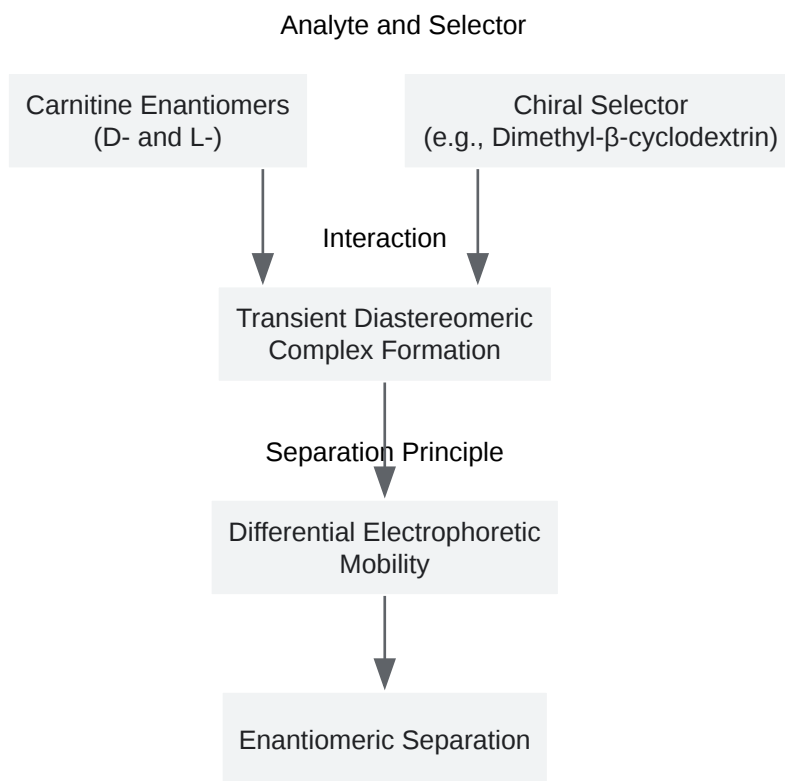 Analyte and Selector
Carnitine Enantiomers
(D- and L-)
Chiral Selector
(e.g., Dimethyl-β-cyclodextrin)
Interaction
Transient Diastereomeric
Complex Formation
Separation Principle
Differential Electrophoretic
Mobility
Enantiomeric Separation